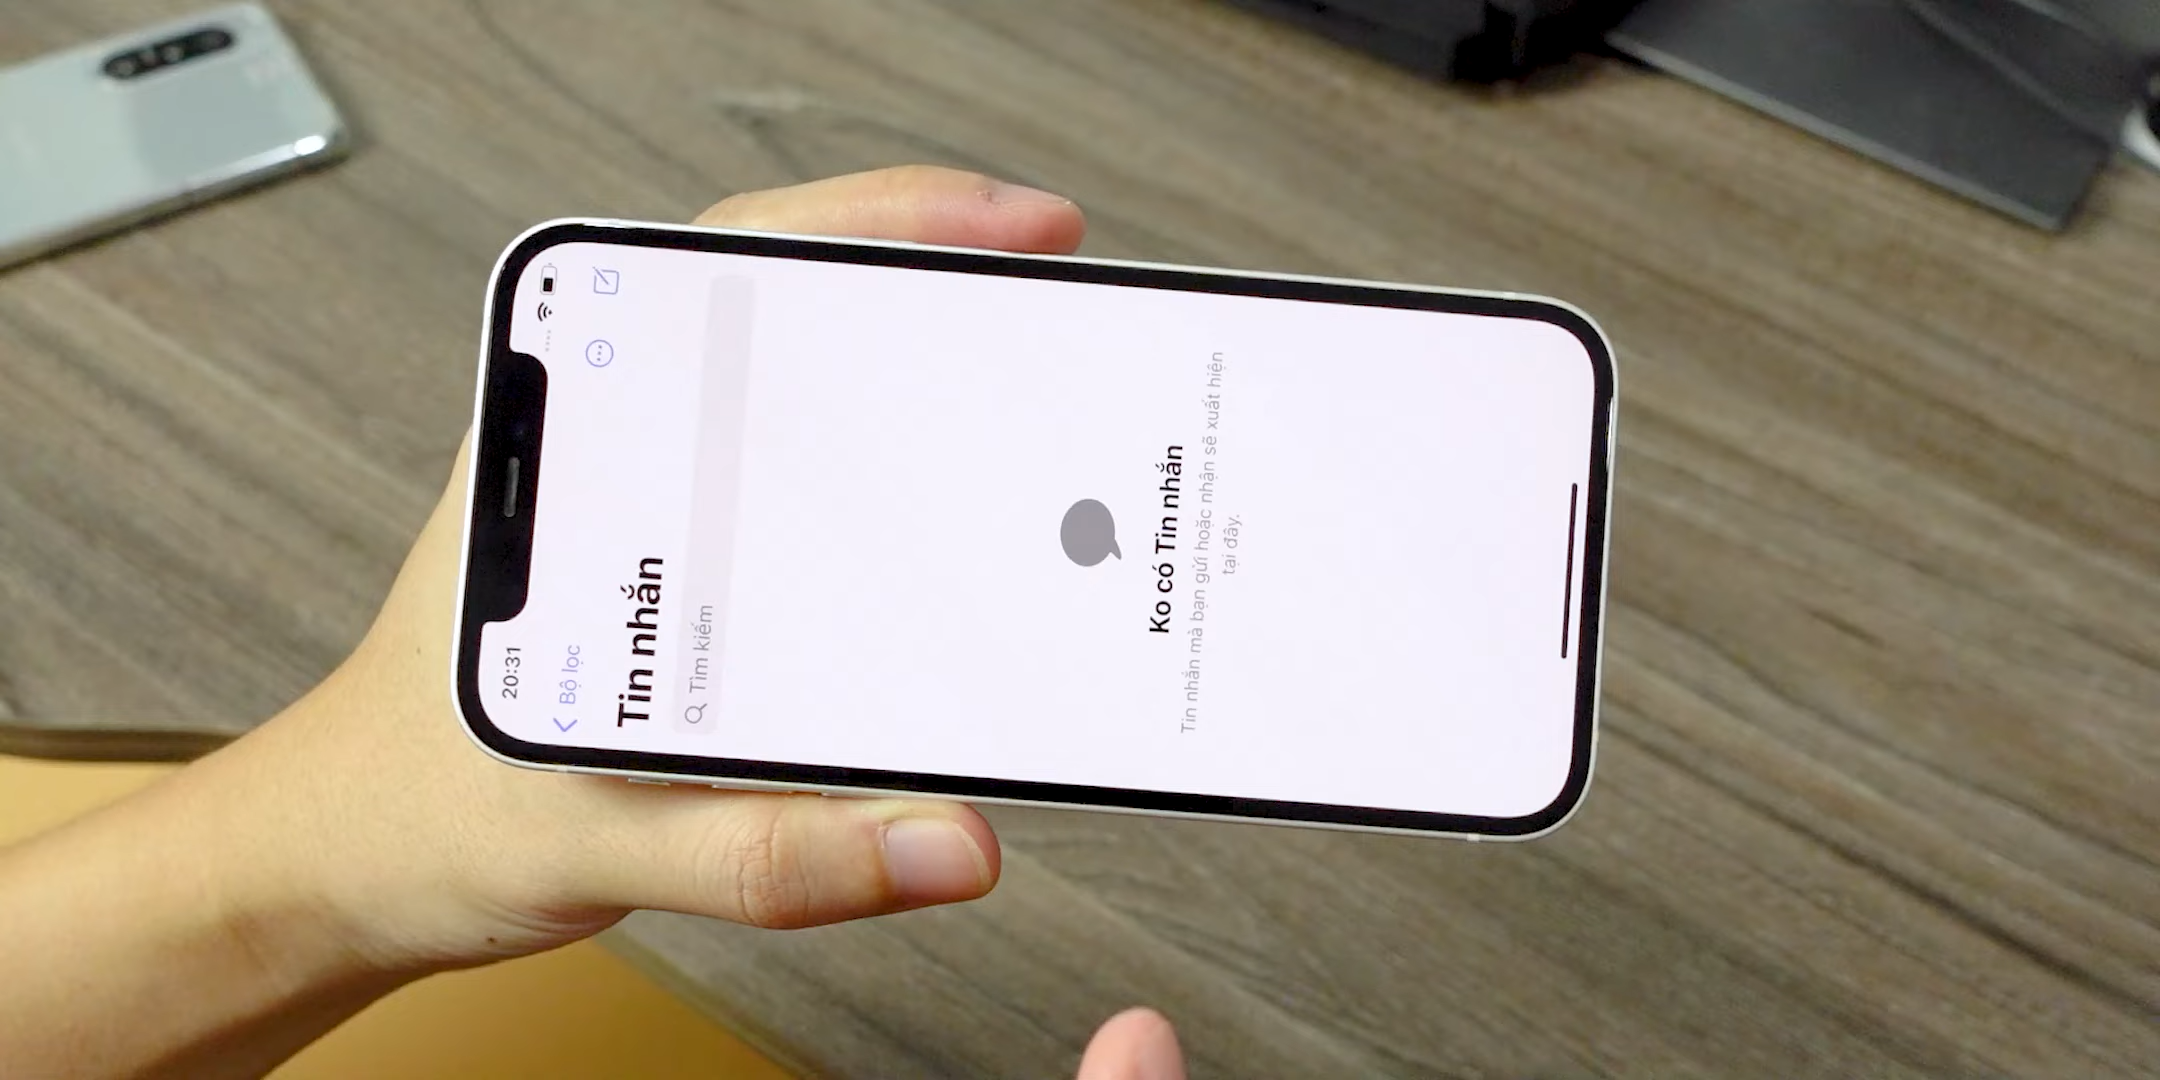 20:31
Bộ lọc
Tin nhắn
Tìm kiếm
Ko có Tin nhắn
Tin nhắn mà bạn gửi hoặc nhận sẽ xuất hiện
tại đây.